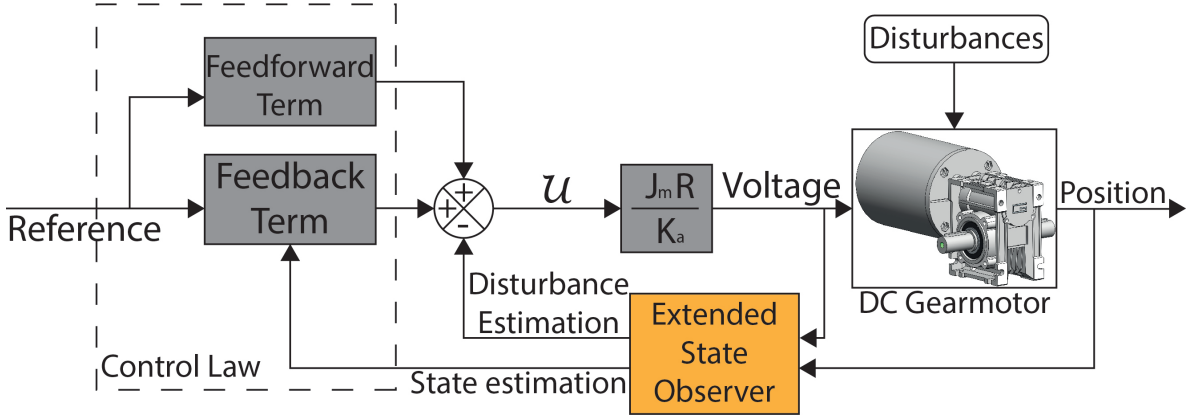 Disturbances
Feedforward
Term
Feedback
Term
Reference
+
+
-
𝒰
JₘR
Kₐ
Voltage
Position
DC Gearmotor
Disturbance
Estimation
Extended
State
Observer
Control Law
State estimation